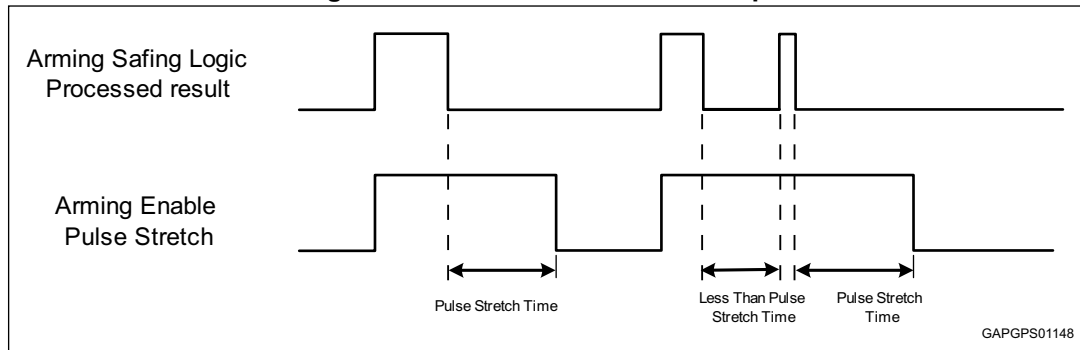 Arming Safing Logic
Processed result
Arming Enable
Pulse Stretch
Pulse Stretch Time
Less Than Pulse
Stretch Time
Pulse Stretch
Time
GAPGPS01148